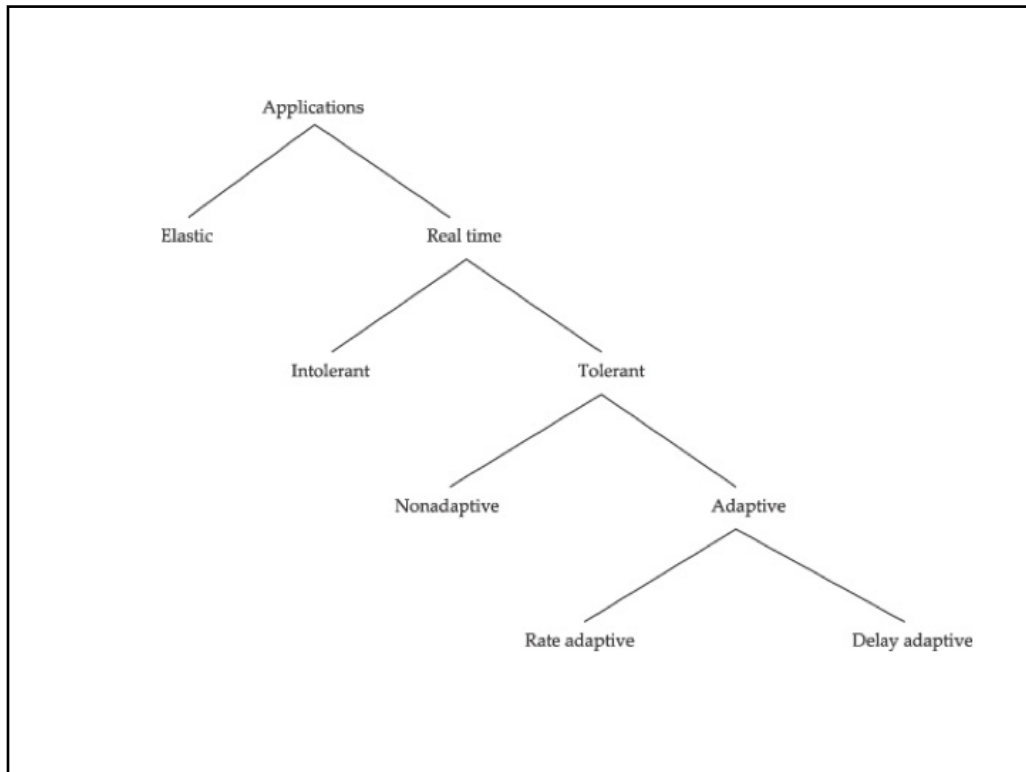 Applications
Elastic
Real time
Intolerant
Tolerant
Nonadaptive
Adaptive
Rate adaptive
Delay adaptive